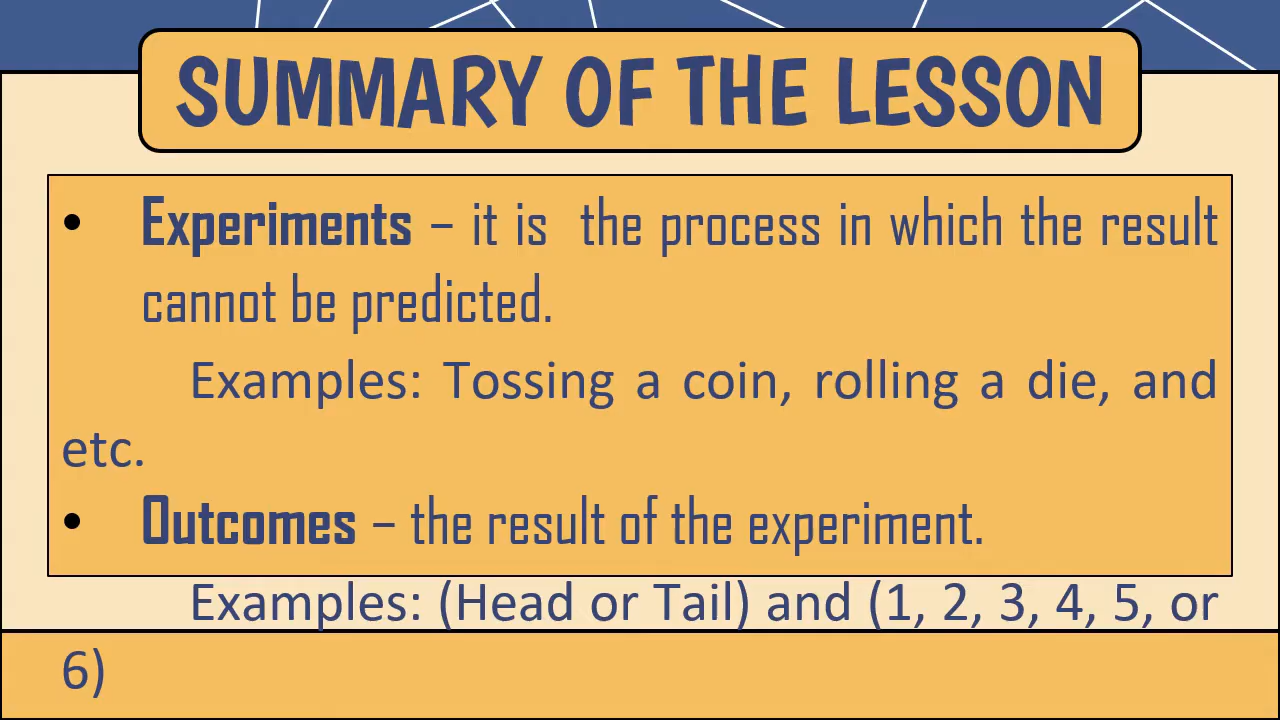 SUMMARY OF THE LESSON
• Experiments – it is the process in which the result
cannot be predicted.
Examples: Tossing a coin, rolling a die, and
etc.
• Outcomes – the result of the experiment.
Examples: (Head or Tail) and (1, 2, 3, 4, 5, or
6)